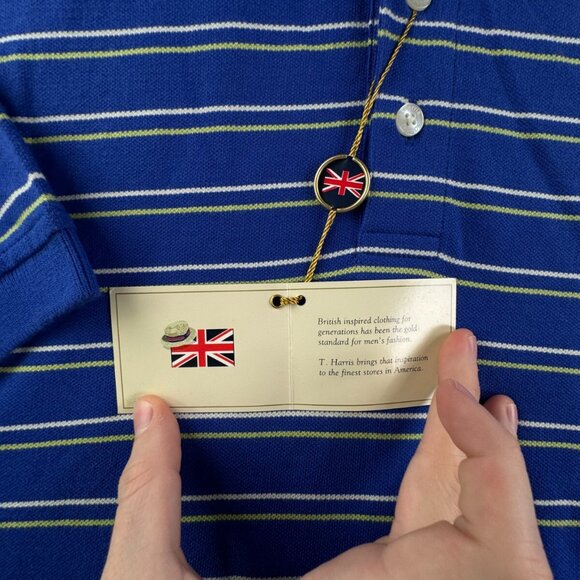 British inspired clothing for
generations has been the gold
standard for men's fashion.
T. Harris brings that inspiration
to the finest stores in America.